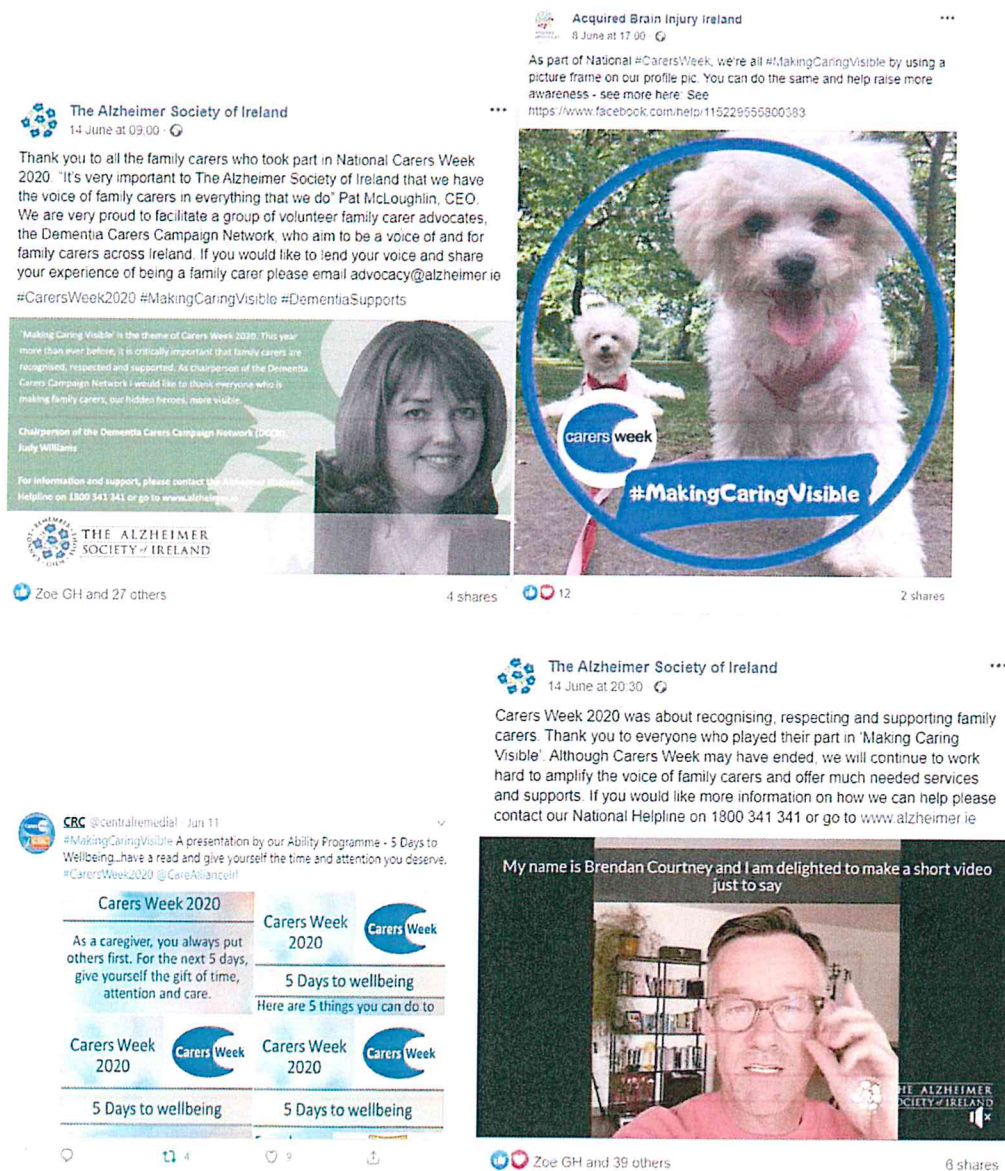 The Alzheimer Society of Ireland
14 June at 09:00
Thank you to all the family carers who took part in National Carers Week
2020. "It's very important to The Alzheimer Society of Ireland that we have
the voice of family carers in everything that we do" Pat McLoughlin, CEO.
We are very proud to facilitate a group of volunteer family carer advocates,
the Dementia Carers Campaign Network, who aim to be a voice of and for
family carers across Ireland. If you would like to lend your voice and share
your experience of being a family carer please email advocacy@alzheimer.ie
#CarersWeek2020 #MakingCaringVisible #DementiaSupports
'Making Caring Visible' is the theme of Carers Week 2020. This year
more than ever before, it is critically important that family carers are
recognised, respected and supported. As chairperson of the Dementia
Carers Campaign Network I would like to thank everyone who is
making family carers, our hidden heroes, more visible.
Chairperson of the Dementia Carers Campaign Network
Judy Williams
For information and support, please contact the Alzheimer National
Helpline on 1800 341 341 or go to www.alzheimer.ie
REMEMBER THOSE WHO CANNOT
THE ALZHEIMER
SOCIETY of IRELAND
Zoe GH and 27 others
4 shares
Acquired Brain Injury Ireland
8 June at 17:00
As part of National #CarersWeek, we're all #MakingCaringVisible by using a
picture frame on our profile pic. You can do the same and help raise more
awareness - see more here: See
https://www.facebook.com/help/115229555800383
carers week
#MakingCaringVisible
12
2 shares
CRC @centralremedial · Jun 11
#MakingCaringVisible A presentation by our Ability Programme - 5 Days to
Wellbeing..have a read and give yourself the time and attention you deserve.
#CarersWeek2020 @CareAllianceIrl
Carers Week 2020
As a caregiver, you always put
others first. For the next 5 days,
give yourself the gift of time,
attention and care.
Carers Week
2020
Carers Week
5 Days to wellbeing
Here are 5 things you can do to
Carers Week
2020
Carers Week
5 Days to wellbeing
Carers Week
2020
Carers Week
5 Days to wellbeing
4
9
The Alzheimer Society of Ireland
14 June at 20:30
Carers Week 2020 was about recognising, respecting and supporting family
carers. Thank you to everyone who played their part in 'Making Caring
Visible'. Although Carers Week may have ended, we will continue to work
hard to amplify the voice of family carers and offer much needed services
and supports. If you would like more information on how we can help please
contact our National Helpline on 1800 341 341 or go to www.alzheimer.ie
My name is Brendan Courtney and I am delighted to make a short video
just to say
THE ALZHEIMER
SOCIETY of IRELAND
Zoe GH and 39 others
6 shares